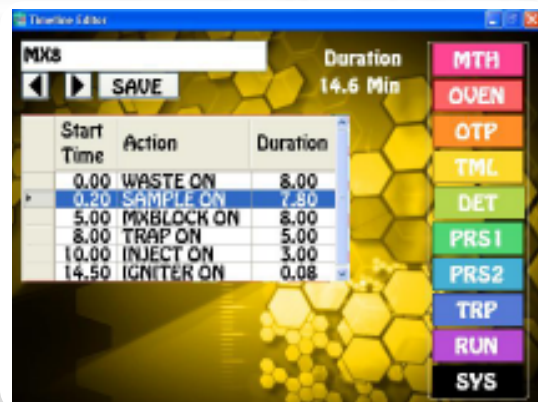 Timeline Editor
MX8
Duration
14.6 Min
SAVE
Start Time Action Duration
0.00 WASTE ON 8.00
0.20 SAMPLE ON 7.80
5.00 MXBLOCK ON 8.00
8.00 TRAP ON 5.00
10.00 INJECT ON 3.00
14.50 IGNITER ON 0.08
MTH
OVEN
OTP
TML
DET
PRS1
PRS2
TRP
RUN
SYS